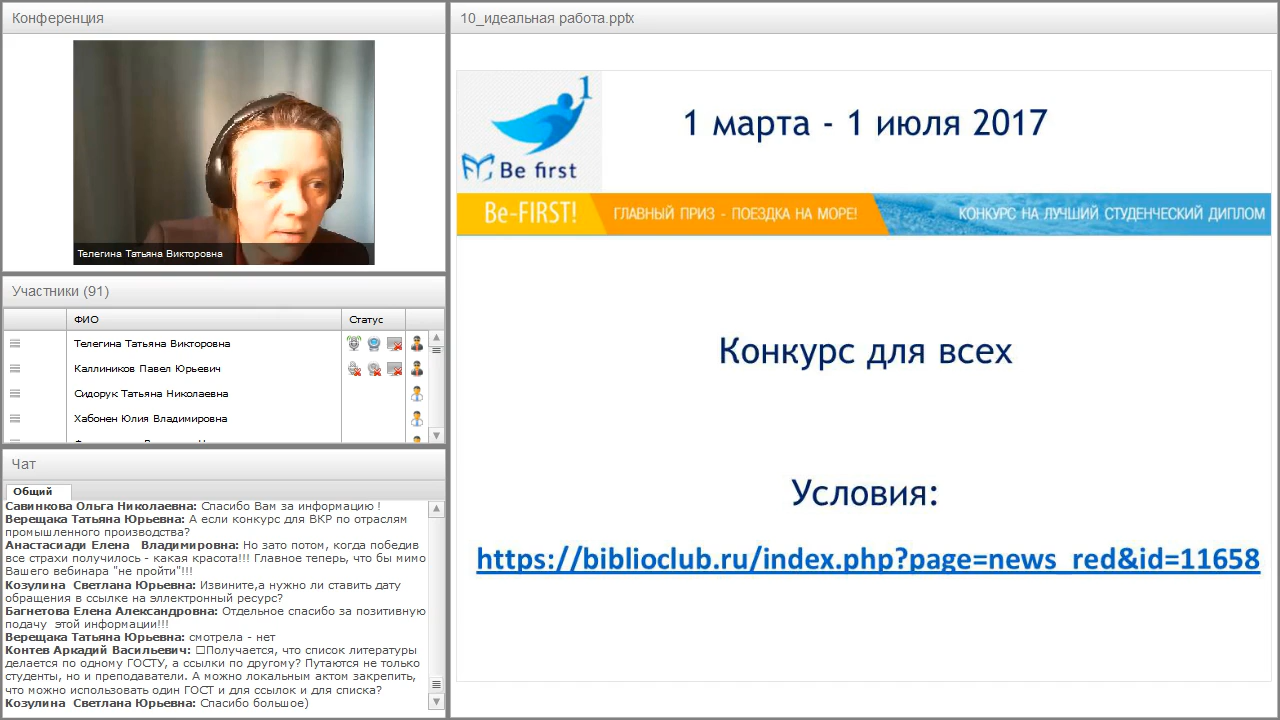 Конференция
Телегина Татьяна Викторовна
Участники (91)
ФИО
Статус
Телегина Татьяна Викторовна
Каллиников Павел Юрьевич
Сидорук Татьяна Николаевна
Хабонен Юлия Владимировна
Чат
Общий
Савинкова Ольга Николаевна: Спасибо Вам за информацию !
Верещака Татьяна Юрьевна: А если конкурс для ВКР по отраслям
промышленного производства?
Анастасиади Елена Владимировна: Но зато потом, когда победив
все страхи получилось - какая красота!!! Главное теперь, что бы мимо
Вашего вебинара "не пройти"!!!
Козулина Светлана Юрьевна: Извините,а нужно ли ставить дату
обращения в ссылке на эллектронный ресурс?
Багнетова Елена Александровна: Отдельное спасибо за позитивную
подачу этой информации!!!
Верещака Татьяна Юрьевна: смотрела - нет
Контев Аркадий Васильевич: Получается, что список литературы
делается по одному ГОСТУ, а ссылки по другому? Путаются не только
студенты, но и преподаватели. А можно локальным актом закрепить,
что можно использовать один ГОСТ и для ссылок и для списка?
Козулина Светлана Юрьевна: Спасибо большое)
10_идеальная работа.pptx
1
Be first
1 марта - 1 июля 2017
Be-FIRST!
ГЛАВНЫЙ ПРИЗ - ПОЕЗДКА НА МОРЕ!
КОНКУРС НА ЛУЧШИЙ СТУДЕНЧЕСКИЙ ДИПЛОМ
Конкурс для всех
Условия:
https://biblioclub.ru/index.php?page=news_red&id=11658